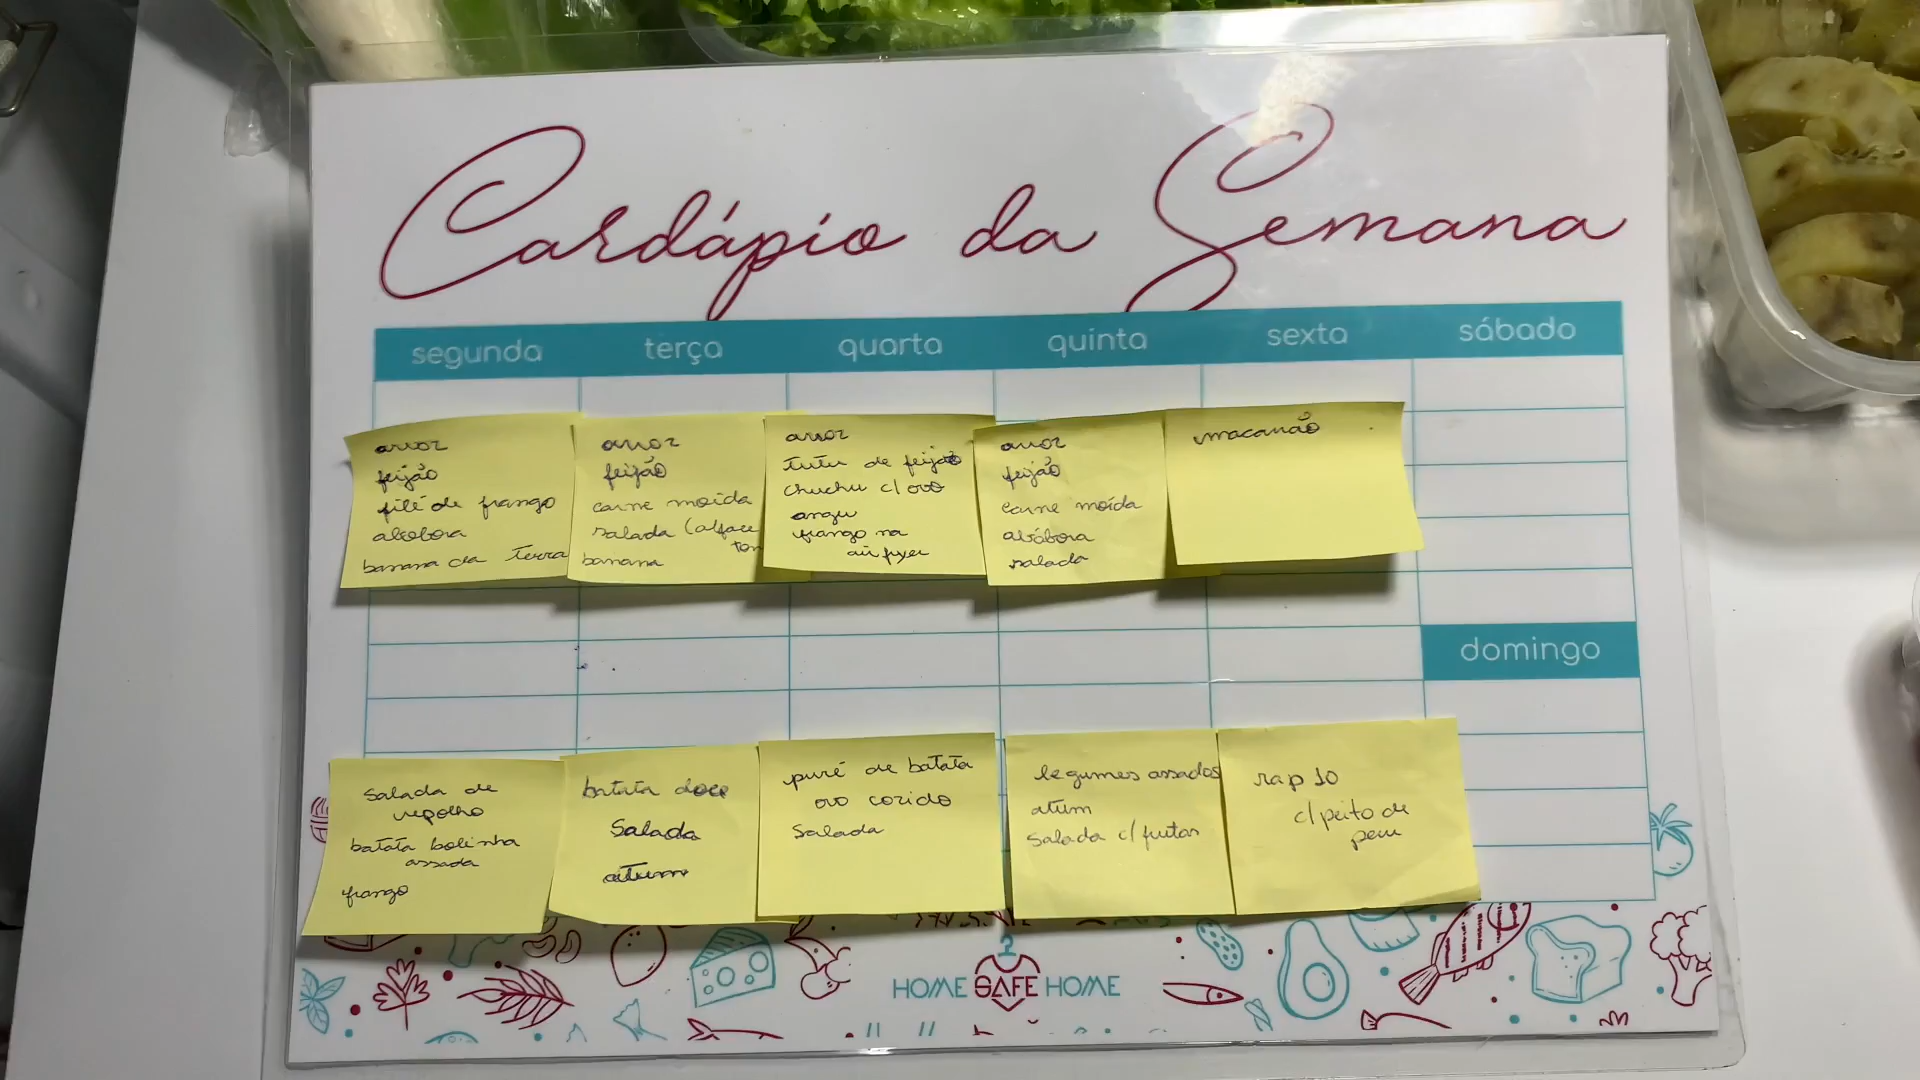 Cardápio da Semana
segunda
terça
quarta
quinta
sexta
sábado
arroz
feijão
filé de frango
abobora
banana da terra
arroz
feijão
carne moída
salada (alface
tom
banana
arroz
tutu de feijão
chuchu c/ ovo
angu
frango na
air fryer
arroz
feijão
carne moída
abóbora
salada
macarrão
domingo
salada de
repolho
batata bolinha
assada
frango
batata doce
Salada
atum
purê de batata
ovo cozido
Salada
legumes assados
atum
Salada c/ frutas
rap 10
c/ peito de
peru
HOME SAFE HOME